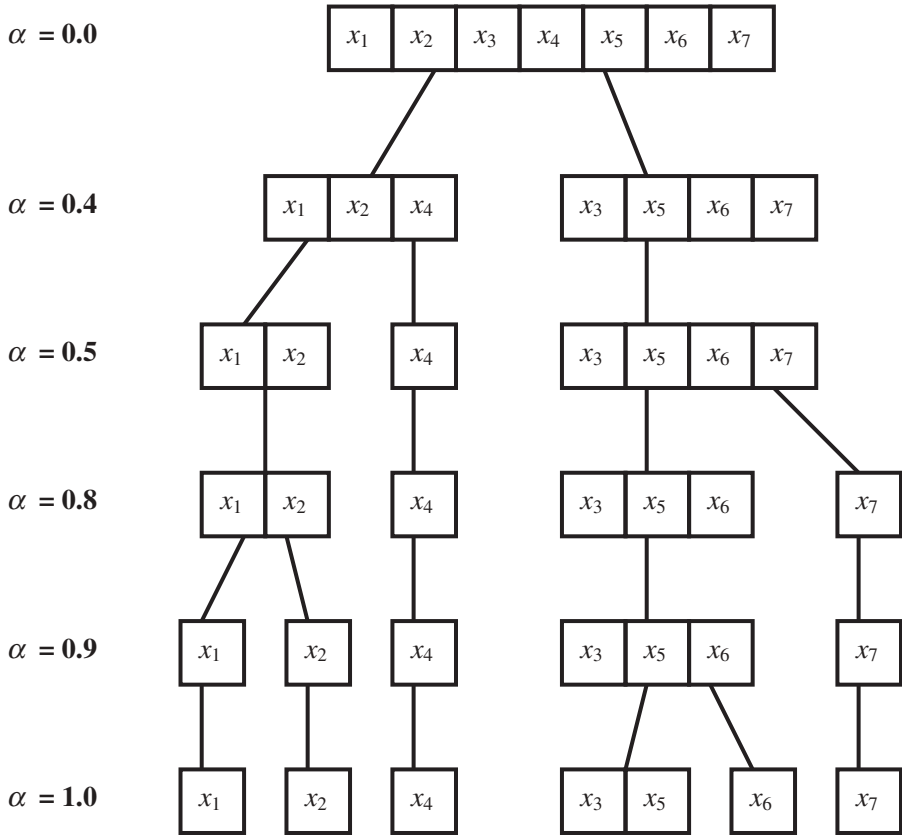 α = 0.0 x₁ x₂ x₃ x₄ x₅ x₆ x₇
α = 0.4 x₁ x₂ x₄ x₃ x₅ x₆ x₇
α = 0.5 x₁ x₂ x₄ x₃ x₅ x₆ x₇
α = 0.8 x₁ x₂ x₄ x₃ x₅ x₆ x₇
α = 0.9 x₁ x₂ x₄ x₃ x₅ x₆ x₇
α = 1.0 x₁ x₂ x₄ x₃ x₅ x₆ x₇